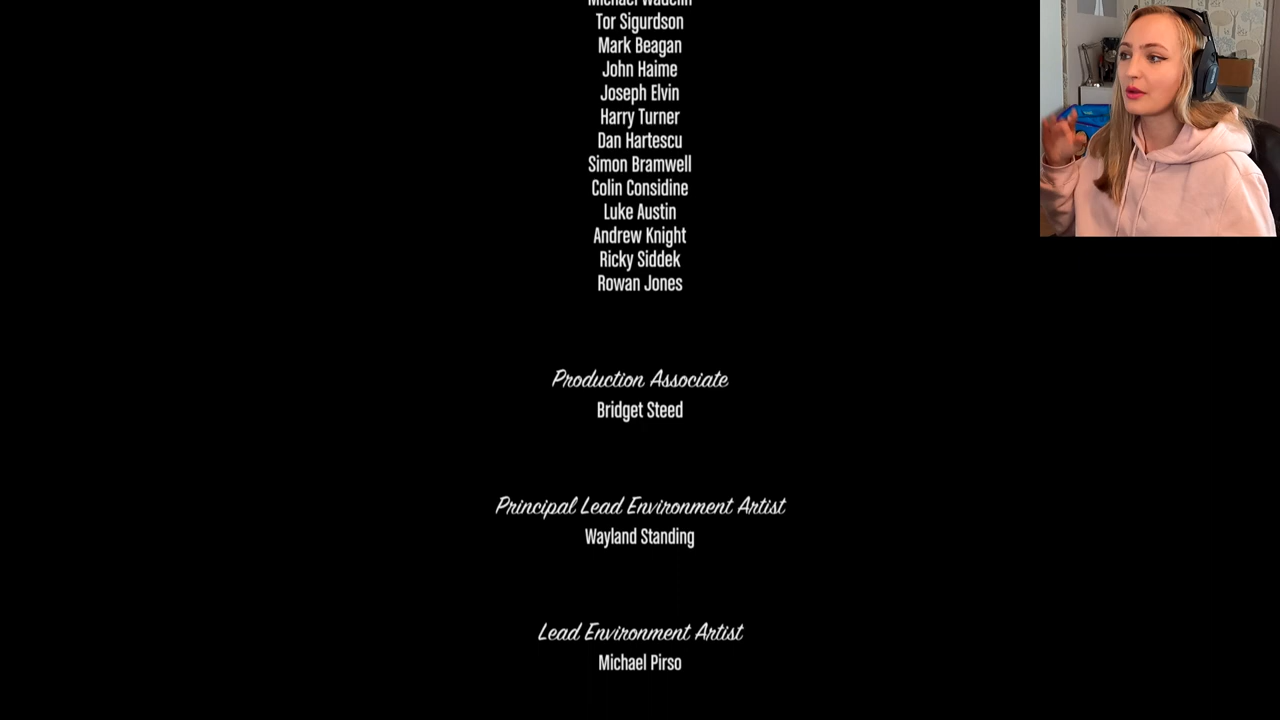 Michael Wadelin
Tor Sigurdson
Mark Beagan
John Haime
Joseph Elvin
Harry Turner
Dan Hartescu
Simon Bramwell
Colin Considine
Luke Austin
Andrew Knight
Ricky Siddek
Rowan Jones
Production Associate
Bridget Steed
Principal Lead Environment Artist
Wayland Standing
Lead Environment Artist
Michael Pirso